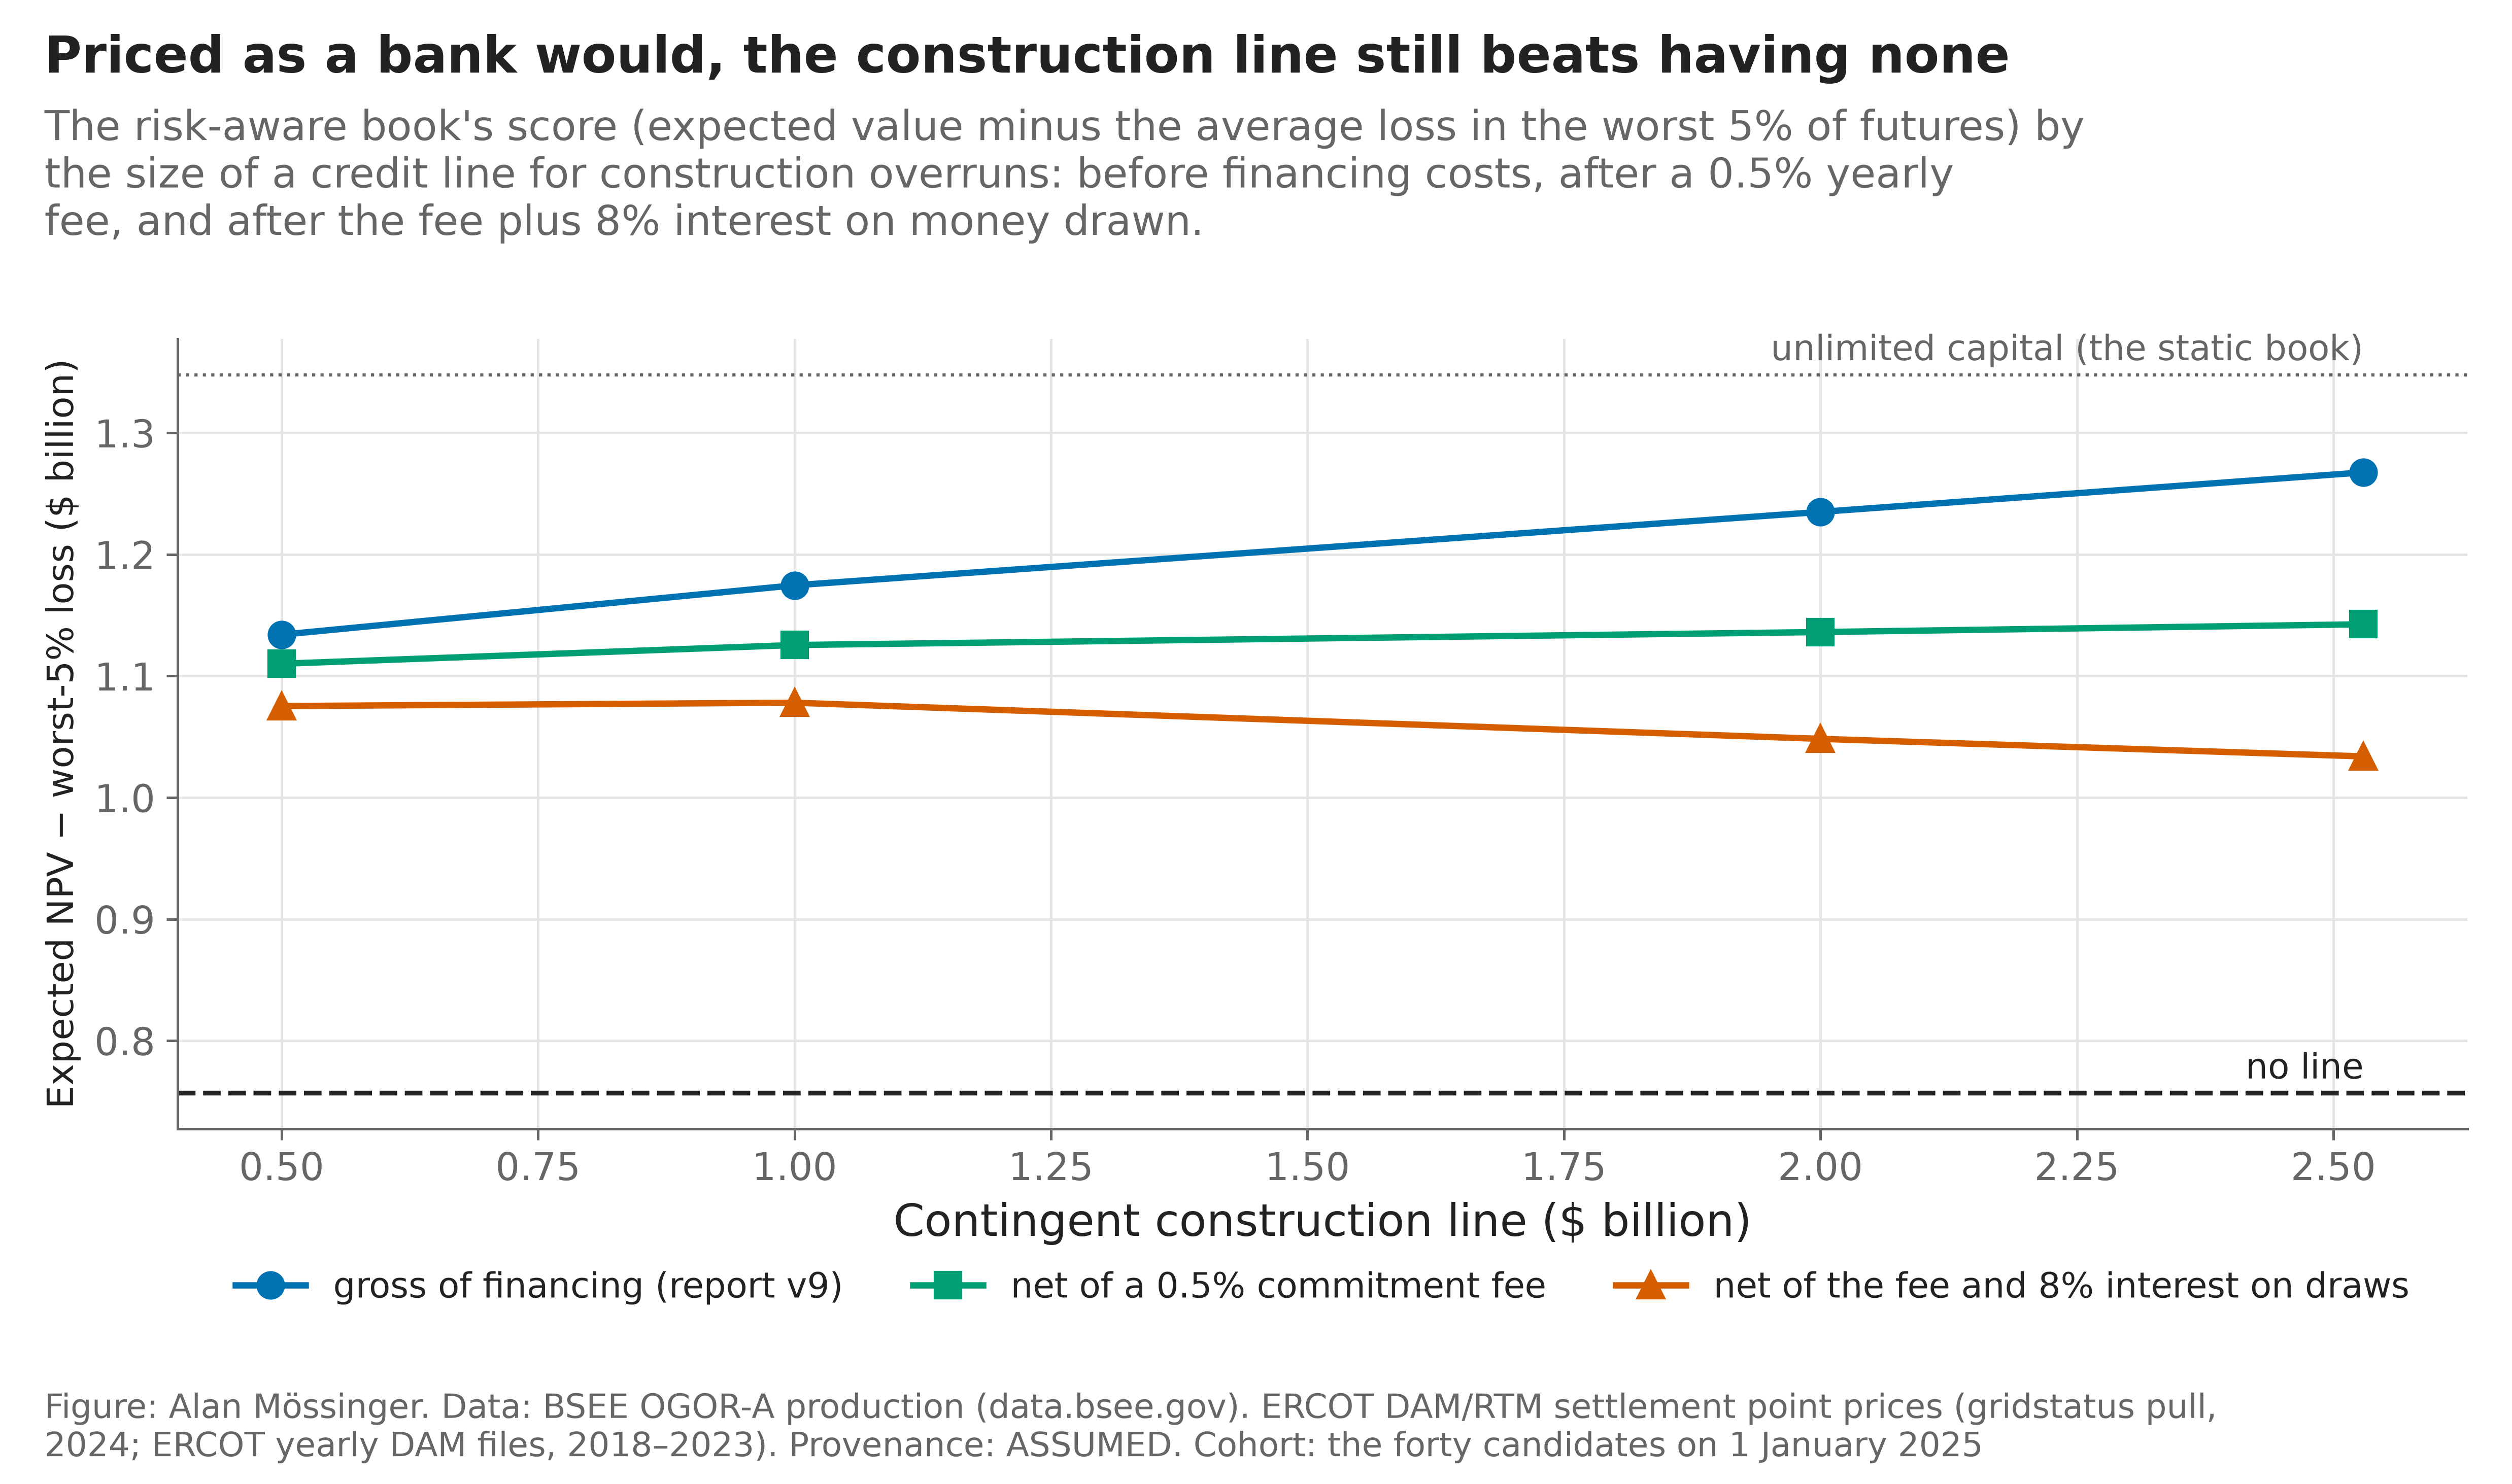 Priced as a bank would, the construction line still beats having none
The risk-aware book's score (expected value minus the average loss in the worst 5% of futures) by
the size of a credit line for construction overruns: before financing costs, after a 0.5% yearly
fee, and after the fee plus 8% interest on money drawn.
unlimited capital (the static book)
Expected NPV − worst-5% loss ($ billion)
1.3
1.2
1.1
1.0
0.9
0.8
no line
0.50 0.75 1.00 1.25 1.50 1.75 2.00 2.25 2.50
Contingent construction line ($ billion)
gross of financing (report v9) net of a 0.5% commitment fee net of the fee and 8% interest on draws
Figure: Alan Mössinger. Data: BSEE OGOR-A production (data.bsee.gov). ERCOT DAM/RTM settlement point prices (gridstatus pull,
2024; ERCOT yearly DAM files, 2018–2023). Provenance: ASSUMED. Cohort: the forty candidates on 1 January 2025